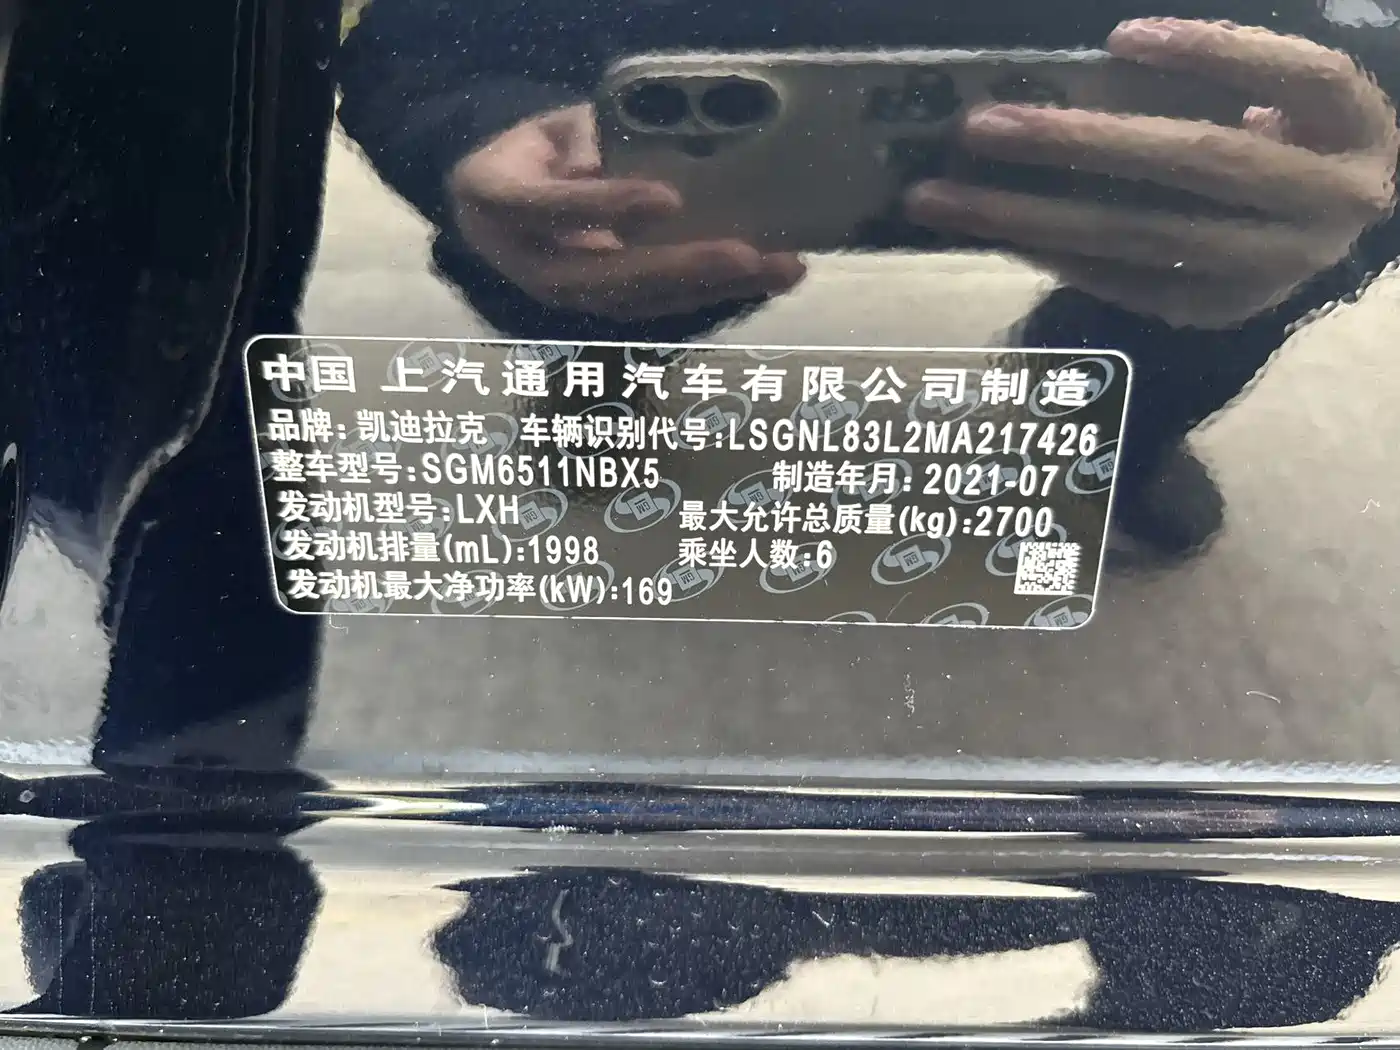 中国 上汽通用汽车有限公司制造
品牌:凯迪拉克 车辆识别代号:LSGNL83L2MA217426
整车型号:SGM6511NBX5 制造年月:2021-07
发动机型号:LXH 最大允许总质量(kg):2700
发动机排量(mL):1998 乘坐人数:6
发动机最大净功率(kW):169